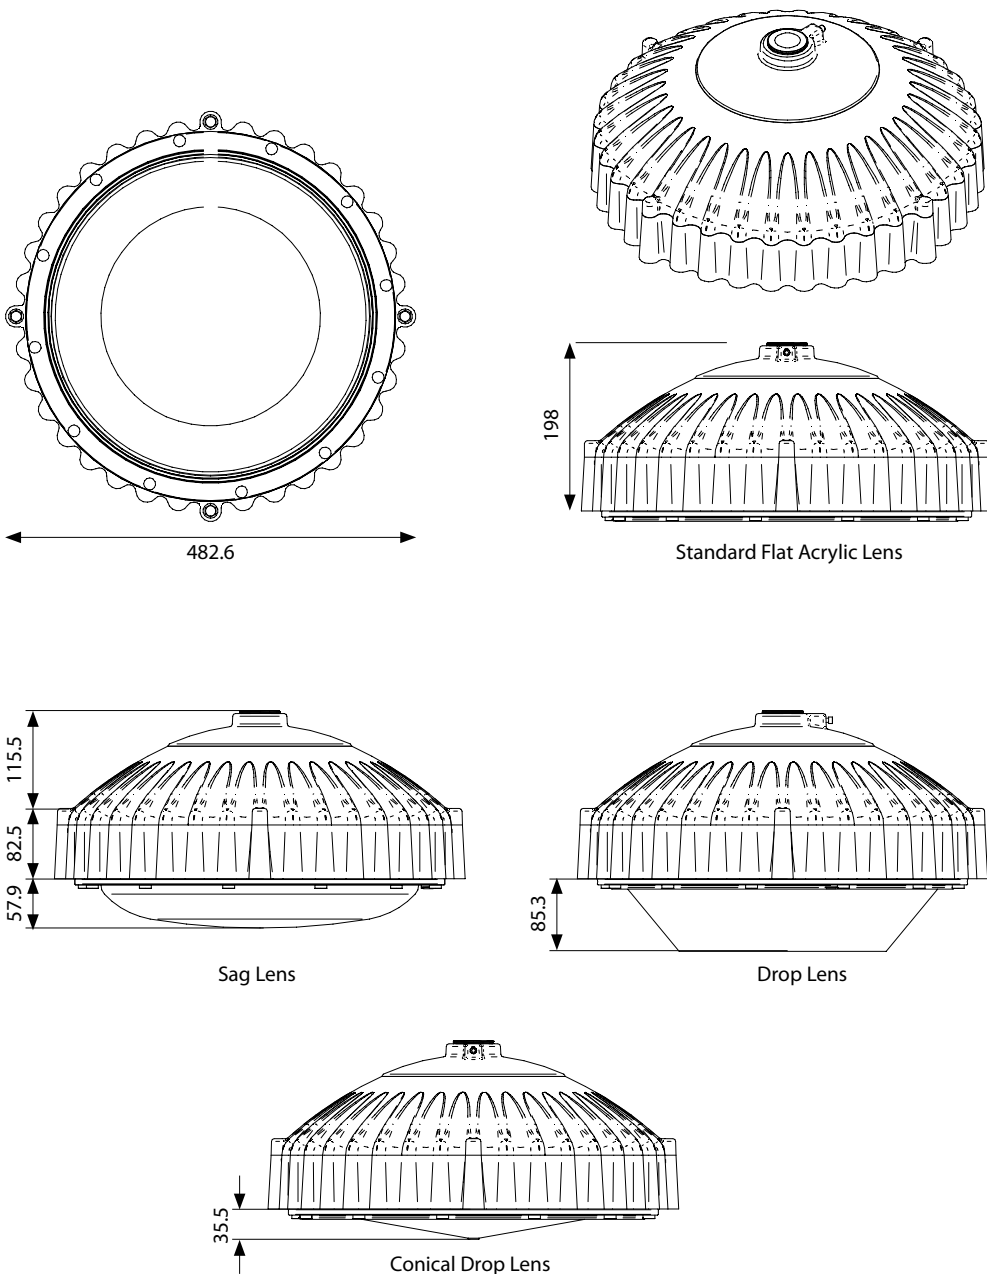 198
482.6
Standard Flat Acrylic Lens
115.5
82.5
57.9
Sag Lens
85.3
Drop Lens
35.5
Conical Drop Lens